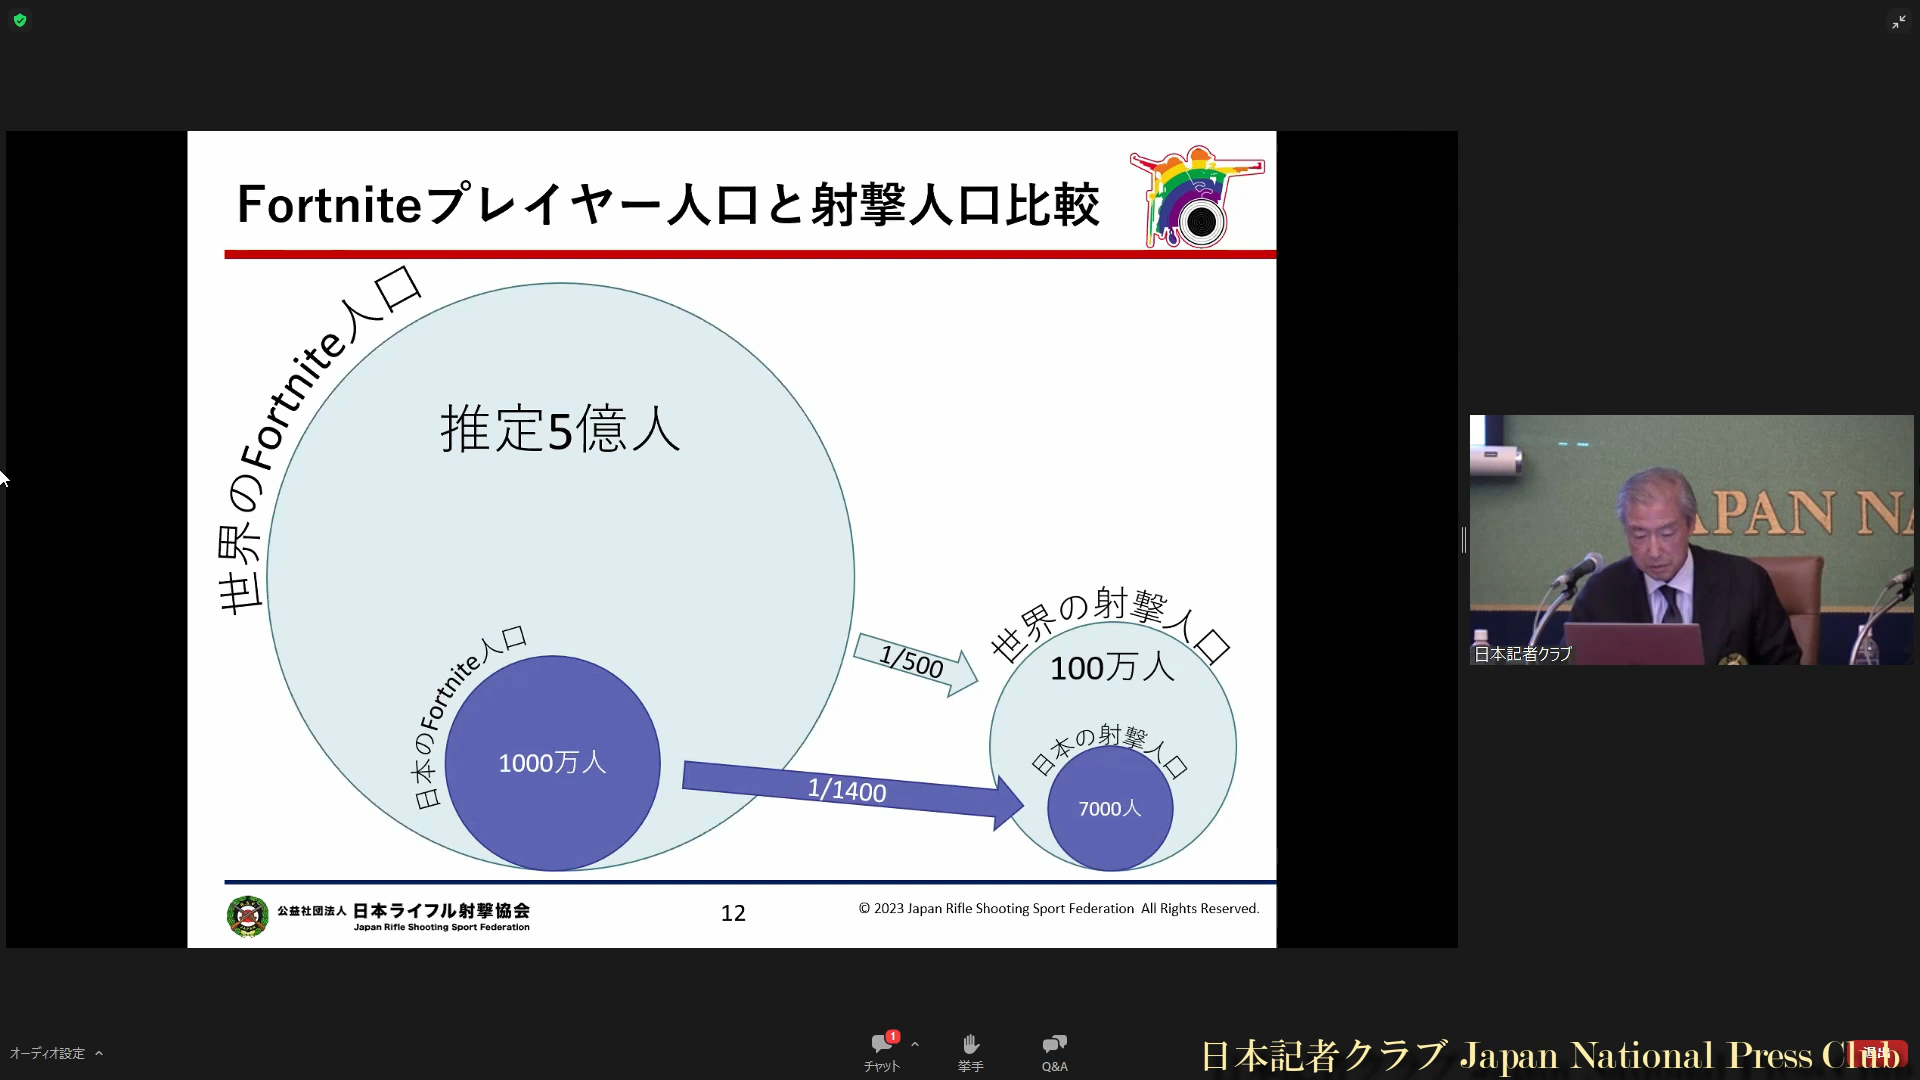 Fortniteプレイヤー人口と射撃人口比較
世界のFortnite人口
推定5億人
日本のFortnite人口
1000万人
1/500
1/1400
世界の射撃人口
100万人
日本の射撃人口
7000人
公益社団法人 日本ライフル射撃協会
Japan Rifle Shooting Sport Federation
12
© 2023 Japan Rifle Shooting Sport Federation All Rights Reserved.
APAN NA
日本記者クラブ
オーディオ設定
1
チャット
挙手
Q&A
日本記者クラブ Japan National Press Club
退出